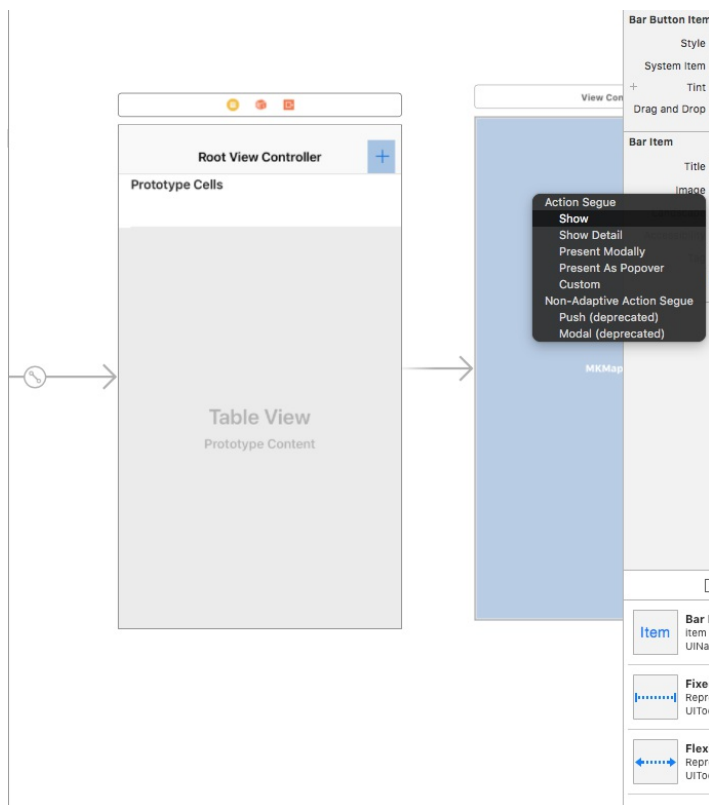 Root View Controller
+
Prototype Cells
Table View
Prototype Content
View Con
MKMap
Action Segue
Show
Show Detail
Present Modally
Present As Popover
Custom
Non-Adaptive Action Segue
Push (deprecated)
Modal (deprecated)
Bar Button Item
Style
System Item
+ Tint
Drag and Drop
Bar Item
Title
Image
Item
Bar
item
UINa
Fixe
Repr
UIToo
Flex
Repr
UIToo